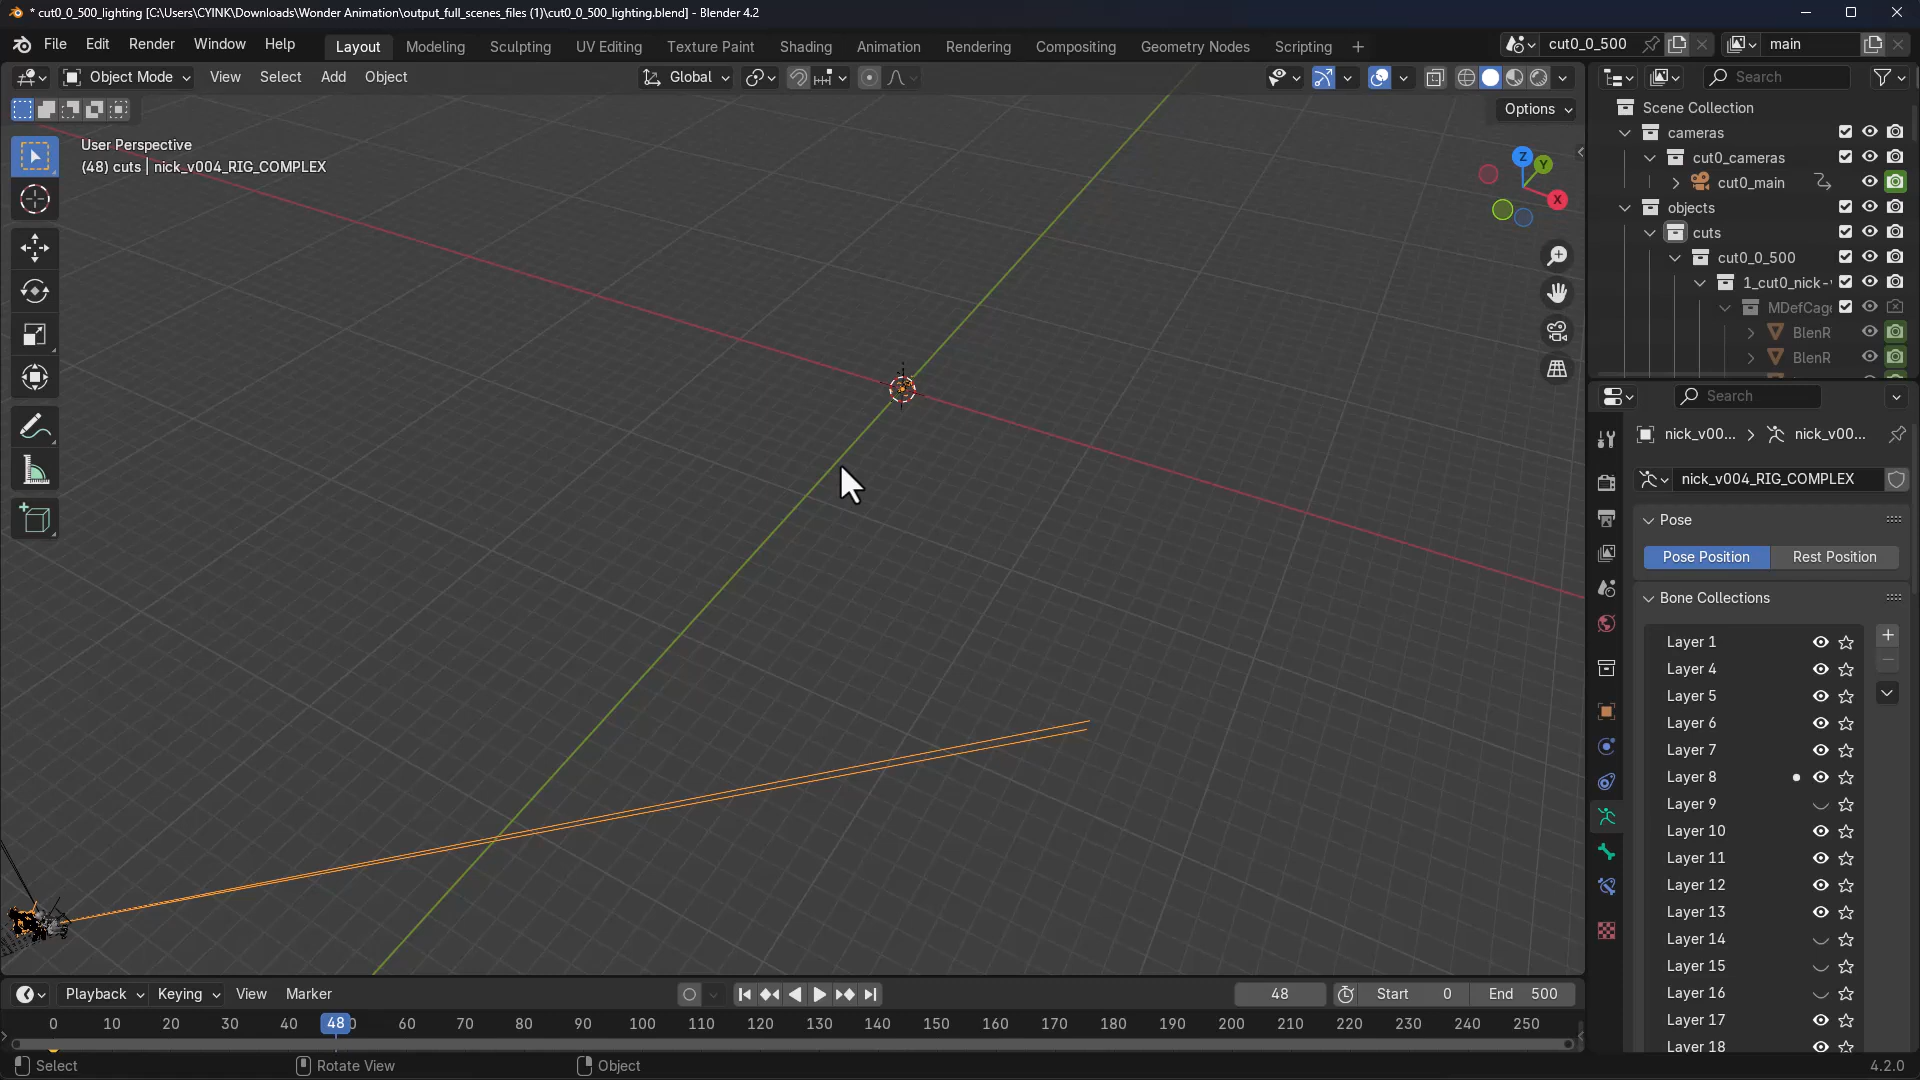 * cut0_0_500_lighting [C:\Users\CYINK\Downloads\Wonder Animation\output_full_scenes_files (1)\cut0_0_500_lighting.blend] - Blender 4.2
File Edit Render Window Help
Layout Modeling Sculpting UV Editing Texture Paint Shading Animation Rendering Compositing Geometry Nodes Scripting +
cut0_0_500
main
Object Mode View Select Add Object
Global
Search
Options
User Perspective
(48) cuts | nick_v004_RIG_COMPLEX
Z
Y
X
Scene Collection
cameras
cut0_cameras
cut0_main
objects
cuts
cut0_0_500
1_cut0_nick-
MDefCag
BlenR
BlenR
Search
nick_v00... > nick_v00...
nick_v004_RIG_COMPLEX
Pose
Pose Position Rest Position
Bone Collections
Layer 1
Layer 4
Layer 5
Layer 6
Layer 7
Layer 8
Layer 9
Layer 10
Layer 11
Layer 12
Layer 13
Layer 14
Layer 15
Layer 16
Layer 17
Layer 18
Playback Keying View Marker
48 Start 0 End 500
0 10 20 30 40 48 60 70 80 90 100 110 120 130 140 150 160 170 180 190 200 210 220 230 240 250
Select Rotate View Object
4.2.0